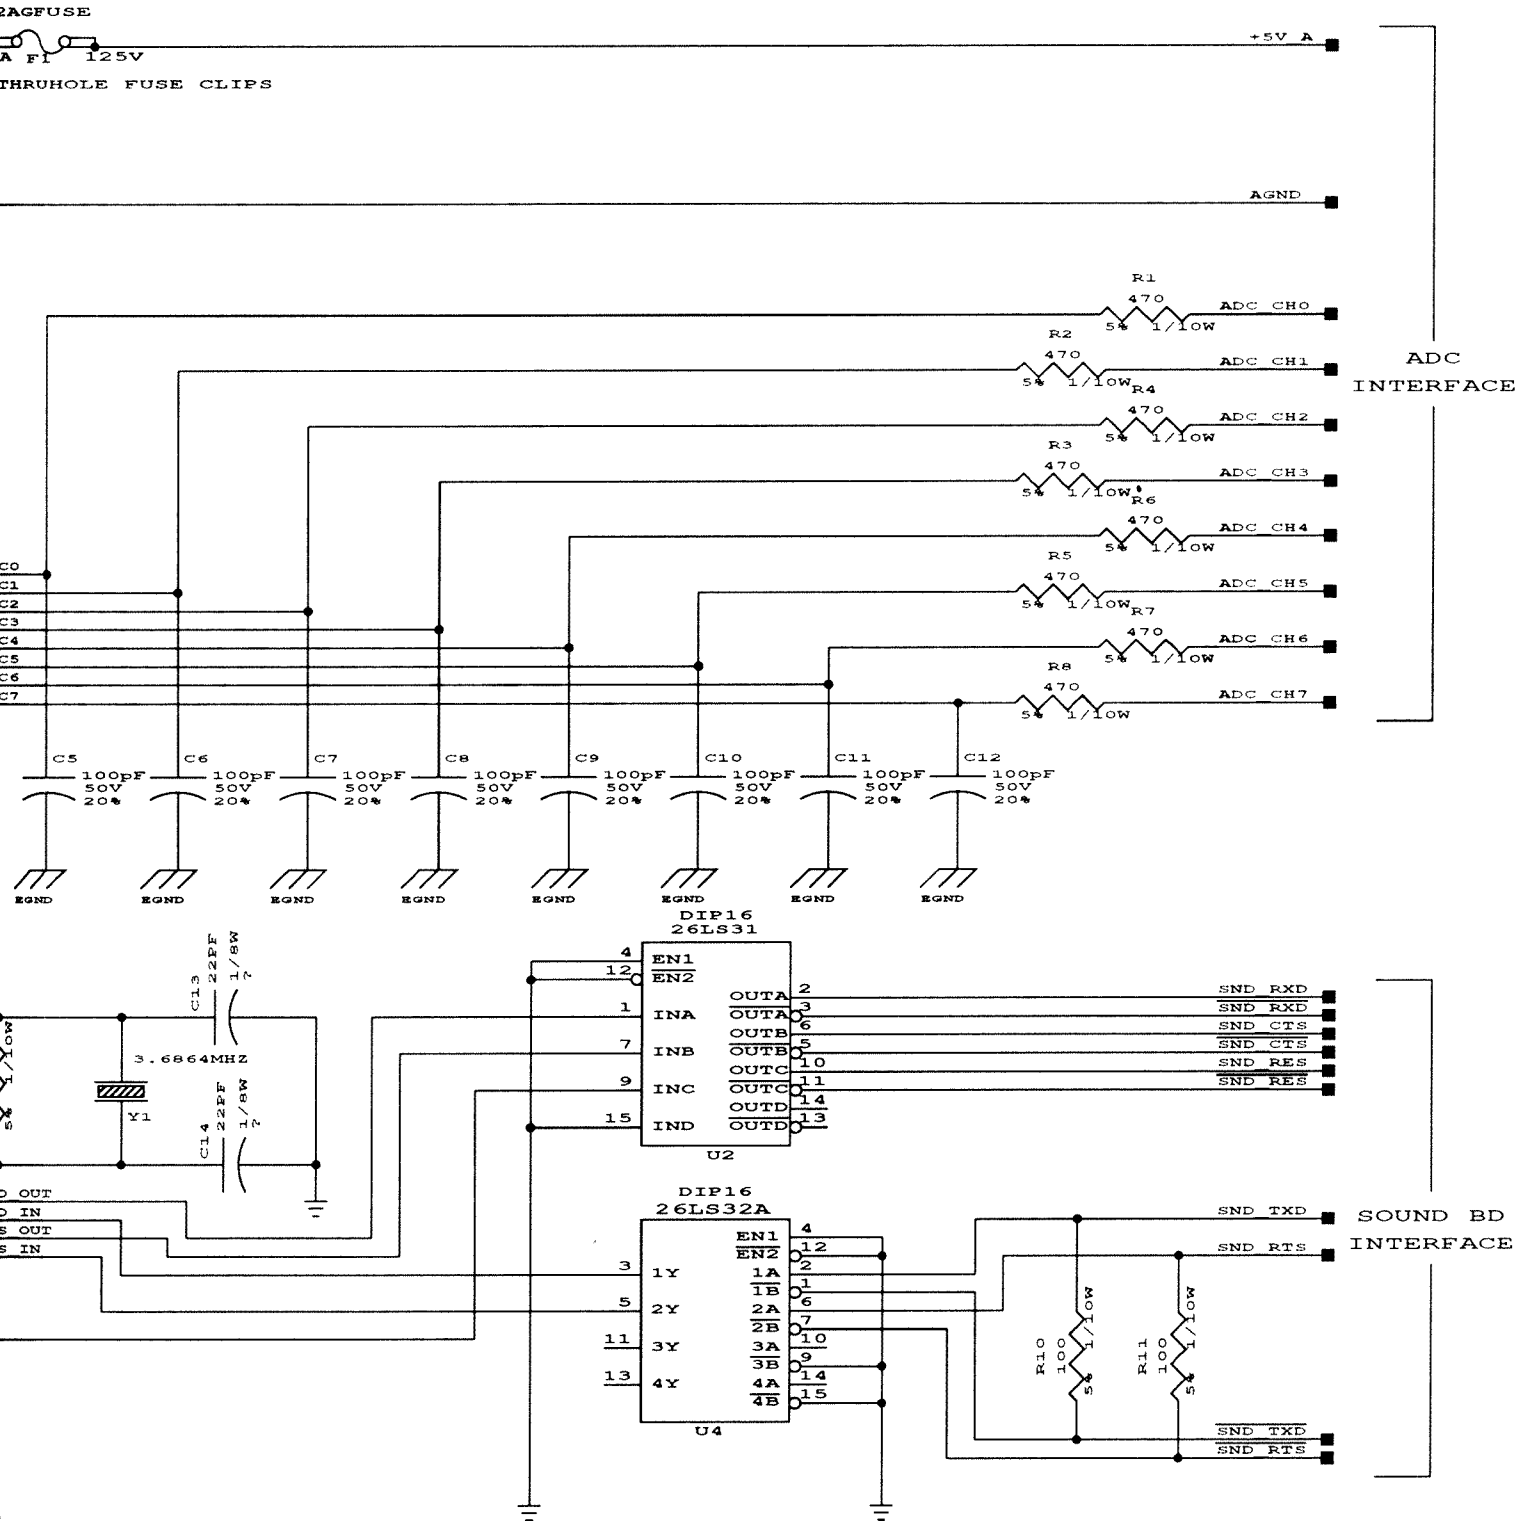 2AGFUSE
A F1 125V
THRUHOLE FUSE CLIPS
+5V_A
AGND
R1
470
5% 1/10W
ADC_CH0
R2
470
5% 1/10W
ADC_CH1
R4
470
5% 1/10W
ADC_CH2
R3
470
5% 1/10W
ADC_CH3
R6
470
5% 1/10W
ADC_CH4
R5
470
5% 1/10W
ADC_CH5
R7
470
5% 1/10W
ADC_CH6
R8
470
5% 1/10W
ADC_CH7
ADC
INTERFACE
C0
C1
C2
C3
C4
C5
C6
C7
C5
100pF
50V
20%
EGND
C6
100pF
50V
20%
EGND
C7
100pF
50V
20%
EGND
C8
100pF
50V
20%
EGND
C9
100pF
50V
20%
EGND
C10
100pF
50V
20%
EGND
C11
100pF
50V
20%
EGND
C12
100pF
50V
20%
EGND
5% 1/10W
C13
22PF
1/8W
?
3.6864MHZ
Y1
C14
22PF
1/8W
?
DIP16
26LS31
4 EN1
12 EN2
1 INA
7 INB
9 INC
15 IND
OUTA 2
OUTA 3
OUTB 6
OUTB 5
OUTC 10
OUTC 11
OUTD 14
OUTD 13
U2
SND_RXD
SND_RXD
SND_CTS
SND_CTS
SND_RES
SND_RES
D_OUT
D_IN
S_OUT
S_IN
DIP16
26LS32A
3 1Y
5 2Y
11 3Y
13 4Y
EN1 4
EN2 12
1A 2
1B 1
2A 6
2B 7
3A 10
3B 9
4A 14
4B 15
U4
SND_TXD
SND_RTS
SOUND BD
INTERFACE
R10
100
5% 1/10W
R11
100
5% 1/10W
SND_TXD
SND_RTS